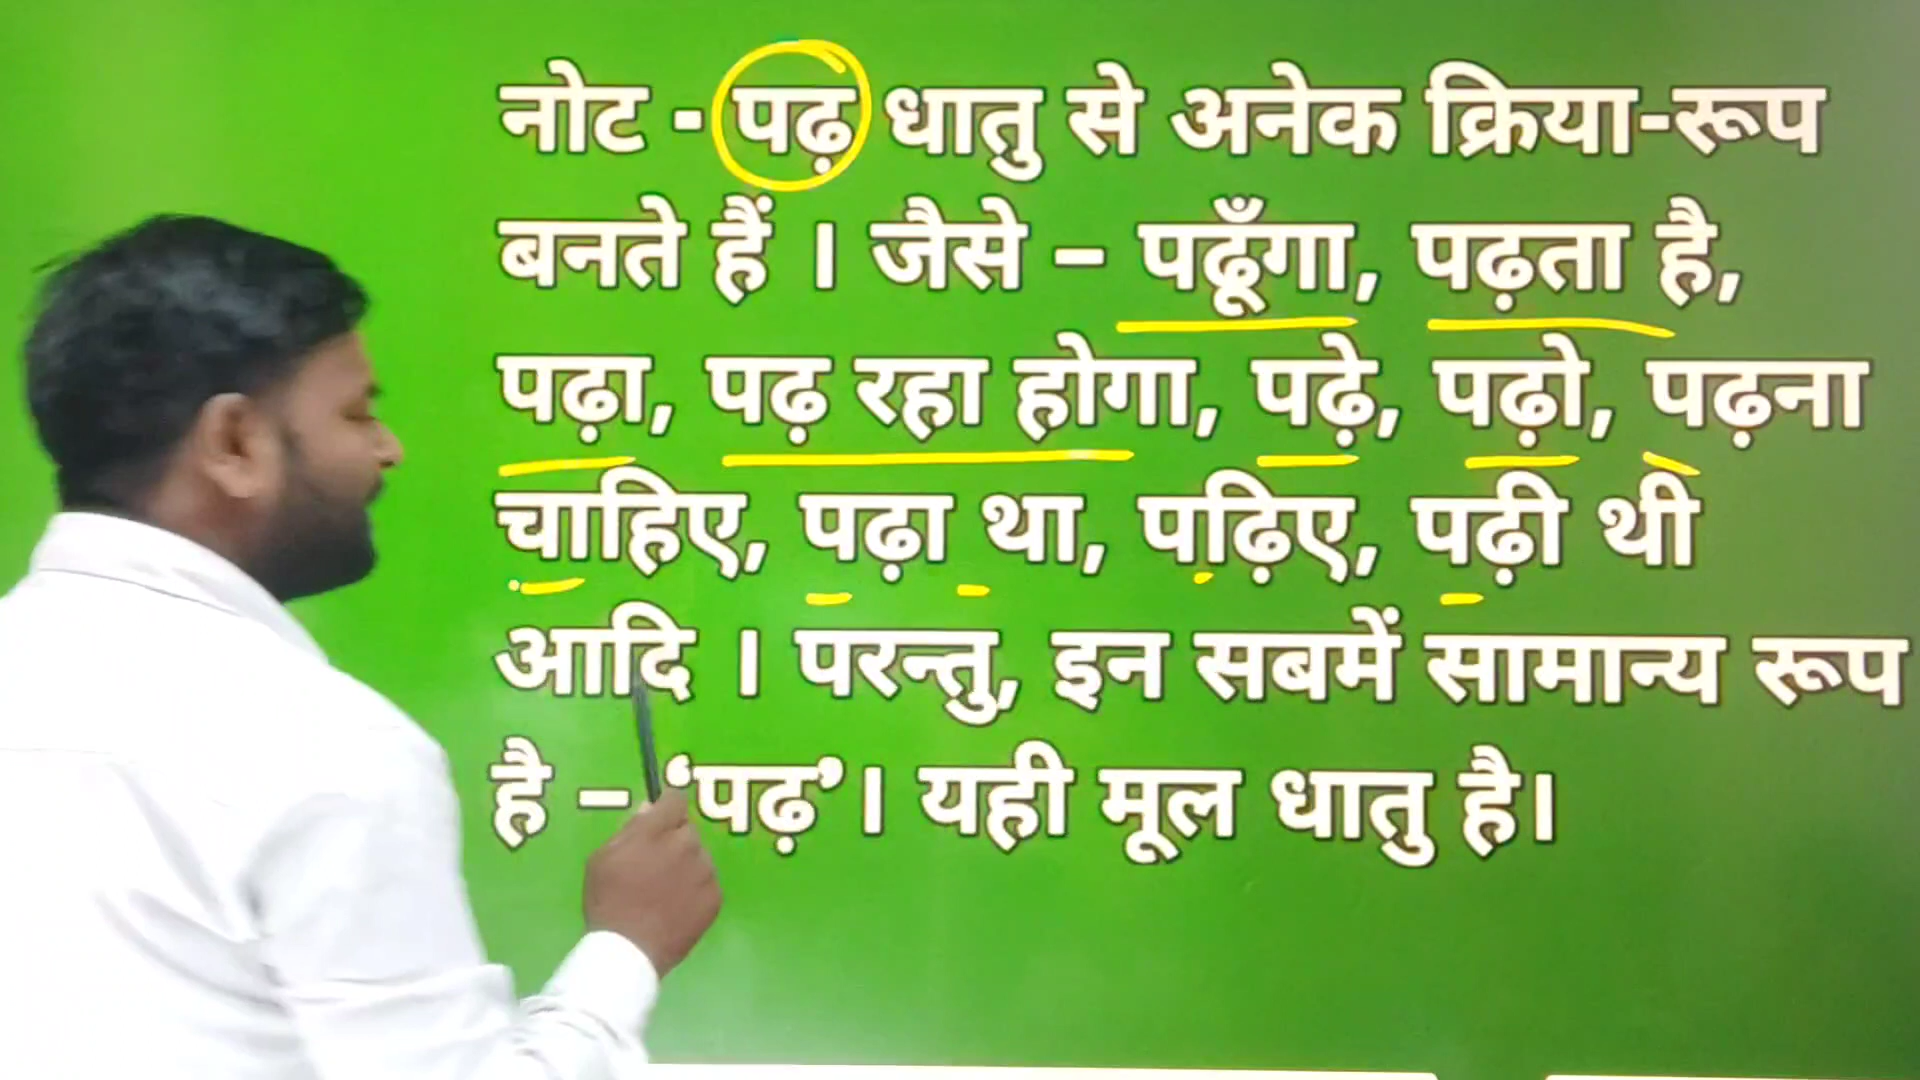 नोट - पढ़ धातु से अनेक क्रिया-रूप
बनते हैं । जैसे – पढ़ूँगा, पढ़ता है,
पढ़ा, पढ़ रहा होगा, पढ़े, पढ़ो, पढ़ना
चाहिए, पढ़ा था, पढ़िए, पढ़ी थी
आदि । परन्तु, इन सबमें सामान्य रूप
है – ‘पढ़’। यही मूल धातु है।